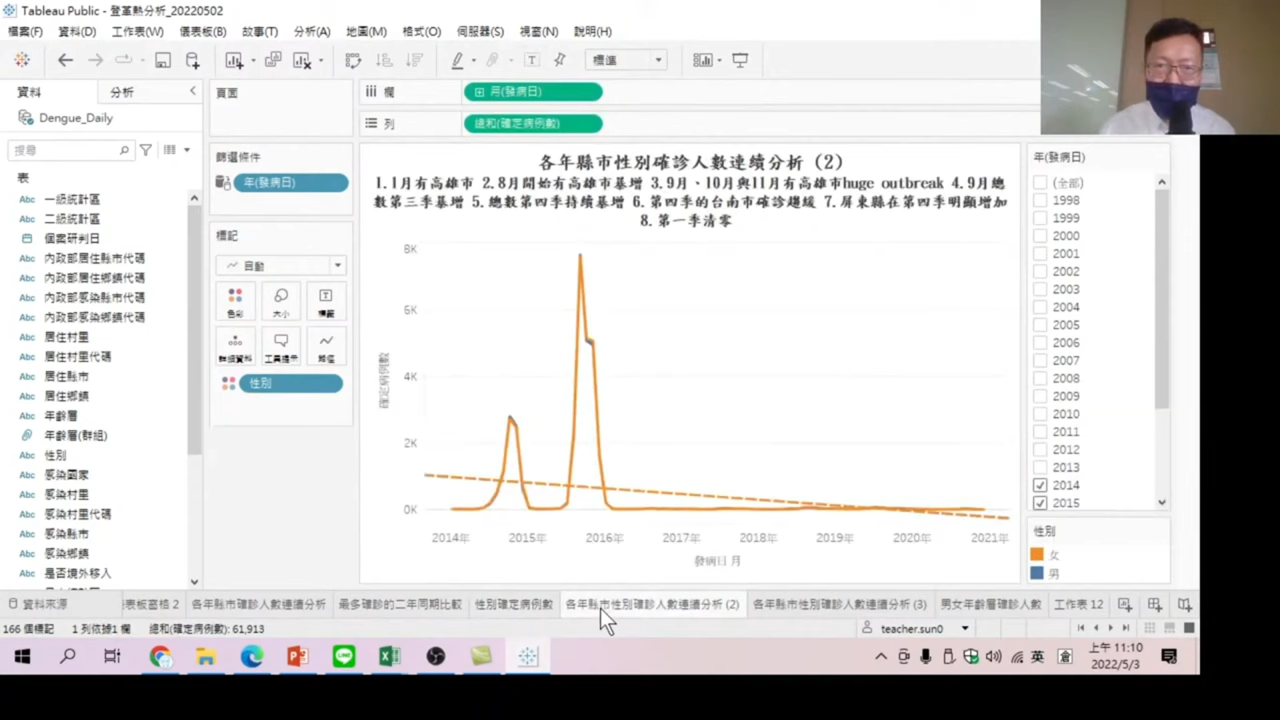 Tableau Public - 登革熱分析_20220502
檔案(F) 資料(D) 工作表(W) 儀表板(B) 故事(T) 分析(A) 地圖(M) 格式(O) 伺服器(S) 視窗(N) 說明(H)
標準
資料 分析
Dengue_Daily
搜尋
表
Abc 一級統計區
Abc 二級統計區
個案研判日
Abc 內政部居住縣市代碼
Abc 內政部居住鄉鎮代碼
Abc 內政部感染縣市代碼
Abc 內政部感染鄉鎮代碼
Abc 居住村里
Abc 居住村里代碼
Abc 居住縣市
Abc 居住鄉鎮
Abc 年齡層
年齡層(群組)
Abc 性別
Abc 感染國家
Abc 感染村里
Abc 感染村里代碼
Abc 感染縣市
Abc 感染鄉鎮
Abc 是否境外移入
頁面
篩選條件
年(發病日)
標記
自動
色彩 大小 標籤
詳細資料 工具提示 路徑
性別
欄 月(發病日)
列 總和(確定病例數)
各年縣市性別確診人數連續分析 (2)
1.1月有高雄市 2.8月開始有高雄市暴增 3.9月、10月與11月有高雄市huge outbreak 4.9月總
數第三季暴增 5.總數第四季持續暴增 6.第四季的台南市確診趨緩 7.屏東縣在第四季明顯增加
8.第一季清零
確定病例數
8K
6K
4K
2K
0K
2014年 2015年 2016年 2017年 2018年 2019年 2020年 2021年
發病日 月
年(發病日)
(全部)
1998
1999
2000
2001
2002
2003
2004
2005
2006
2007
2008
2009
2010
2011
2012
2013
2014
2015
性別
女
男
資料來源 表板室格 2 各年縣市確診人數連續分析 最多確診的二年同期比較 性別確定病例數 各年縣市性別確診人數連續分析 (2) 各年縣市性別確診人數連續分析 (3) 男女年齡層確診人數 工作表 12
166 個標記 1 列依據1 欄 總和(確定病例數): 61,913 teacher.sun0
英 上午 11:10
2022/5/3